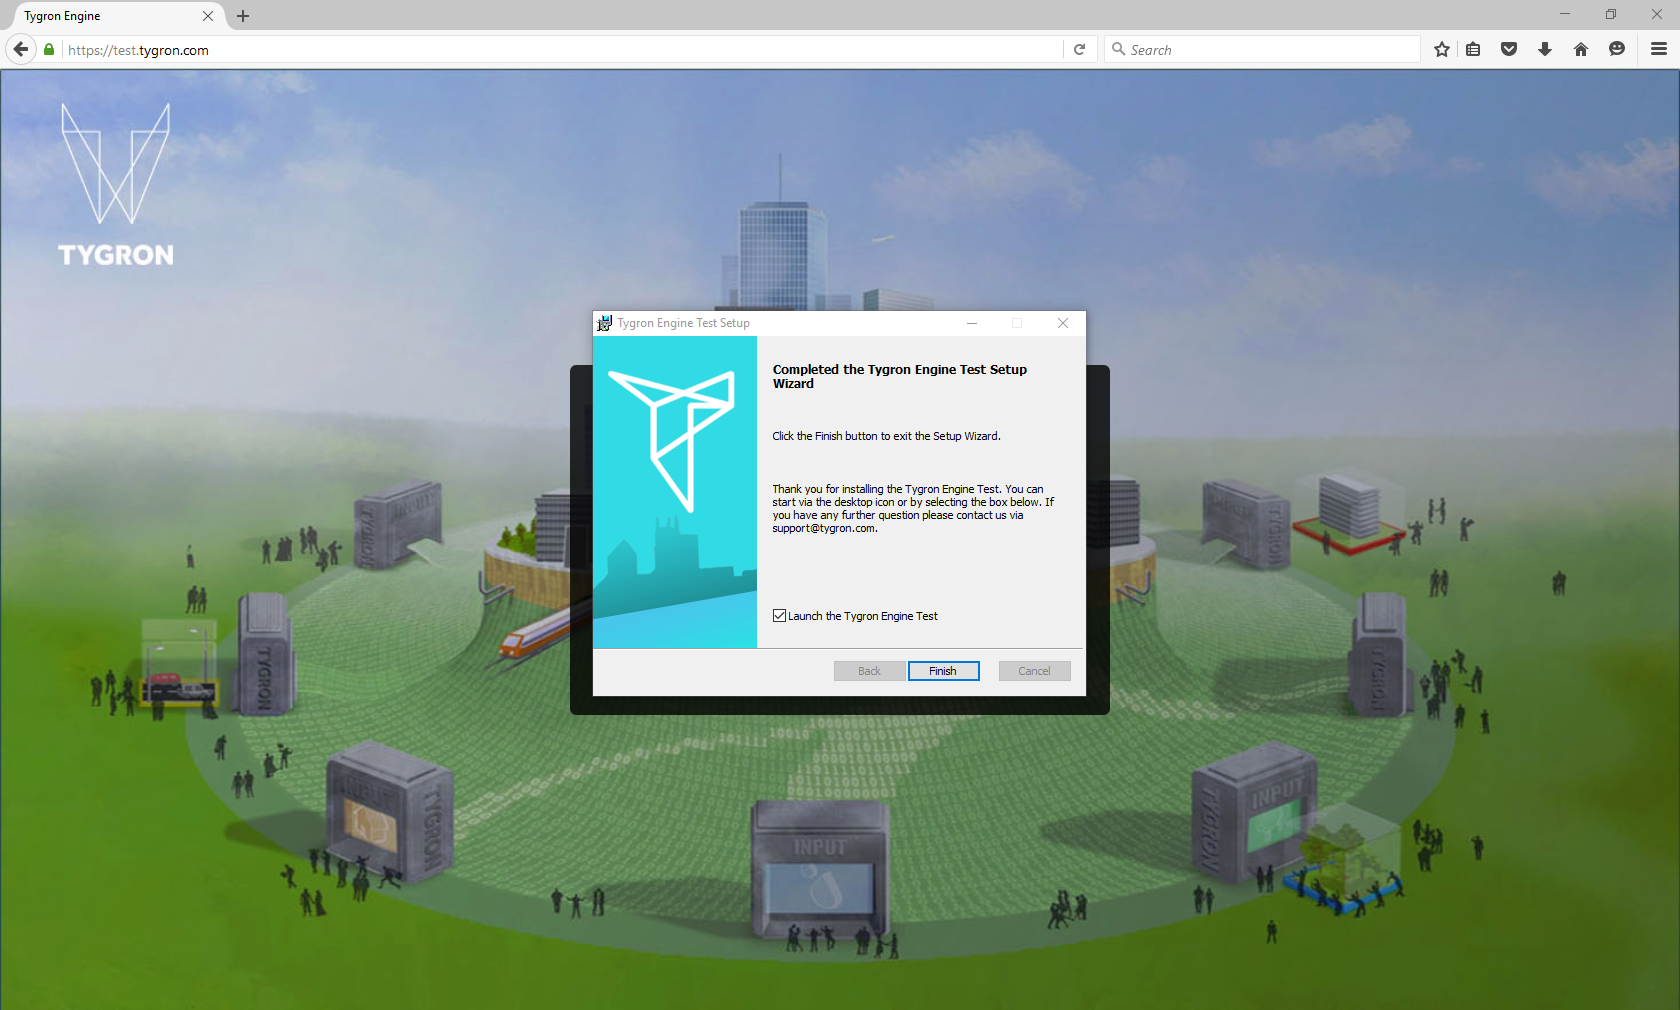 Tygron Engine
https://test.tygron.com
Search
TYGRON
Tygron Engine Test Setup
Completed the Tygron Engine Test Setup
Wizard
Click the Finish button to exit the Setup Wizard.
Thank you for installing the Tygron Engine Test. You can
start via the desktop icon or by selecting the box below. If
you have any further question please contact us via
support@tygron.com.
Launch the Tygron Engine Test
Back
Finish
Cancel
TYGRON
TYGRON
TYGRON
TYGRON
INPUT
TYGRON
INPUT
TYGRON
INPUT